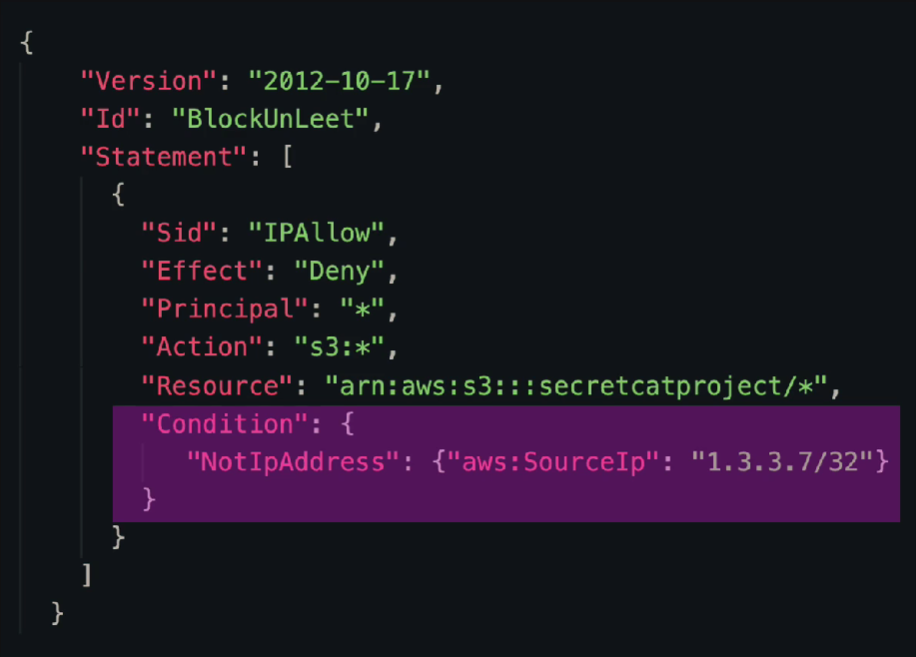 {
"Version": "2012-10-17",
"Id": "BlockUnLeet",
"Statement": [
{
"Sid": "IPAllow",
"Effect": "Deny",
"Principal": "*",
"Action": "s3:*",
"Resource": "arn:aws:s3:::secretcatproject/*",
"Condition": {
"NotIpAddress": {"aws:SourceIp": "1.3.3.7/32"}
}
}
]
}